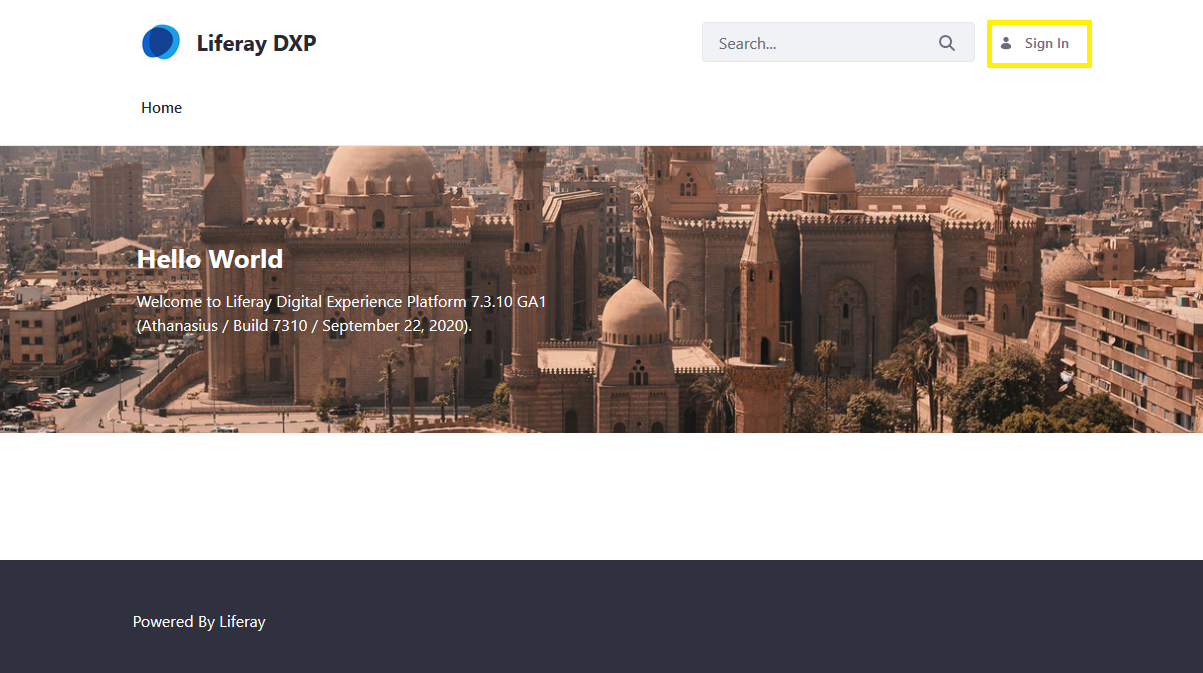 Liferay DXP
Search...
Sign In
Home
Hello World
Welcome to Liferay Digital Experience Platform 7.3.10 GA1
(Athanasius / Build 7310 / September 22, 2020).
Powered By Liferay